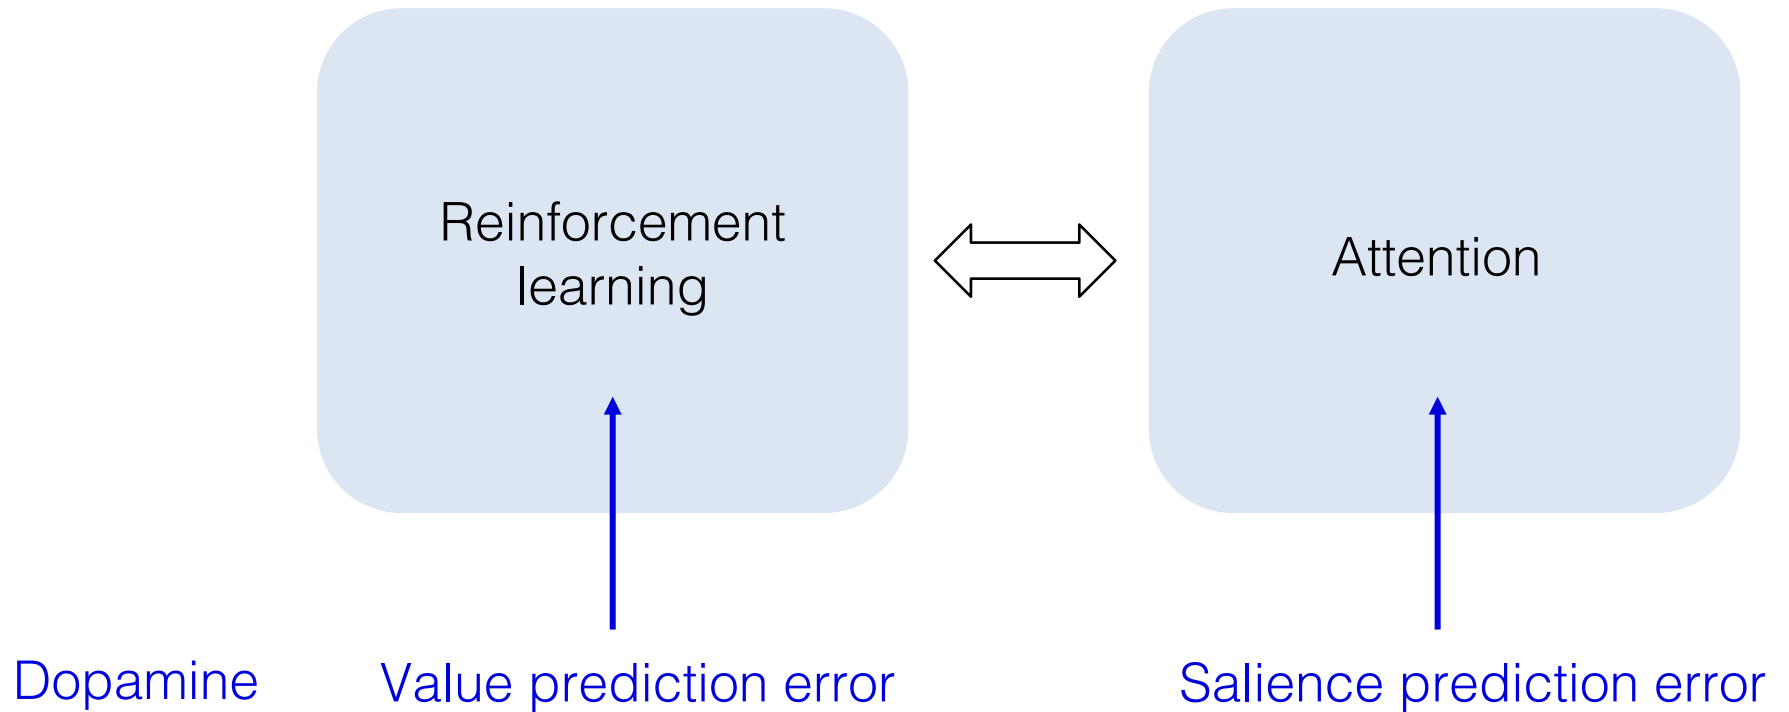 Reinforcement
learning
Attention
Dopamine
Value prediction error
Salience prediction error